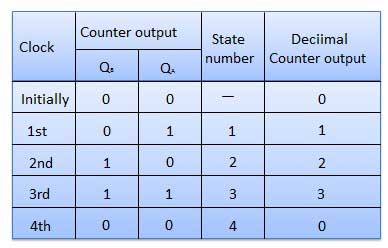 Clock Counter output State number Deciimal Counter output
Q_B Q_A
Initially 0 0 — 0
1st 0 1 1 1
2nd 1 0 2 2
3rd 1 1 3 3
4th 0 0 4 0